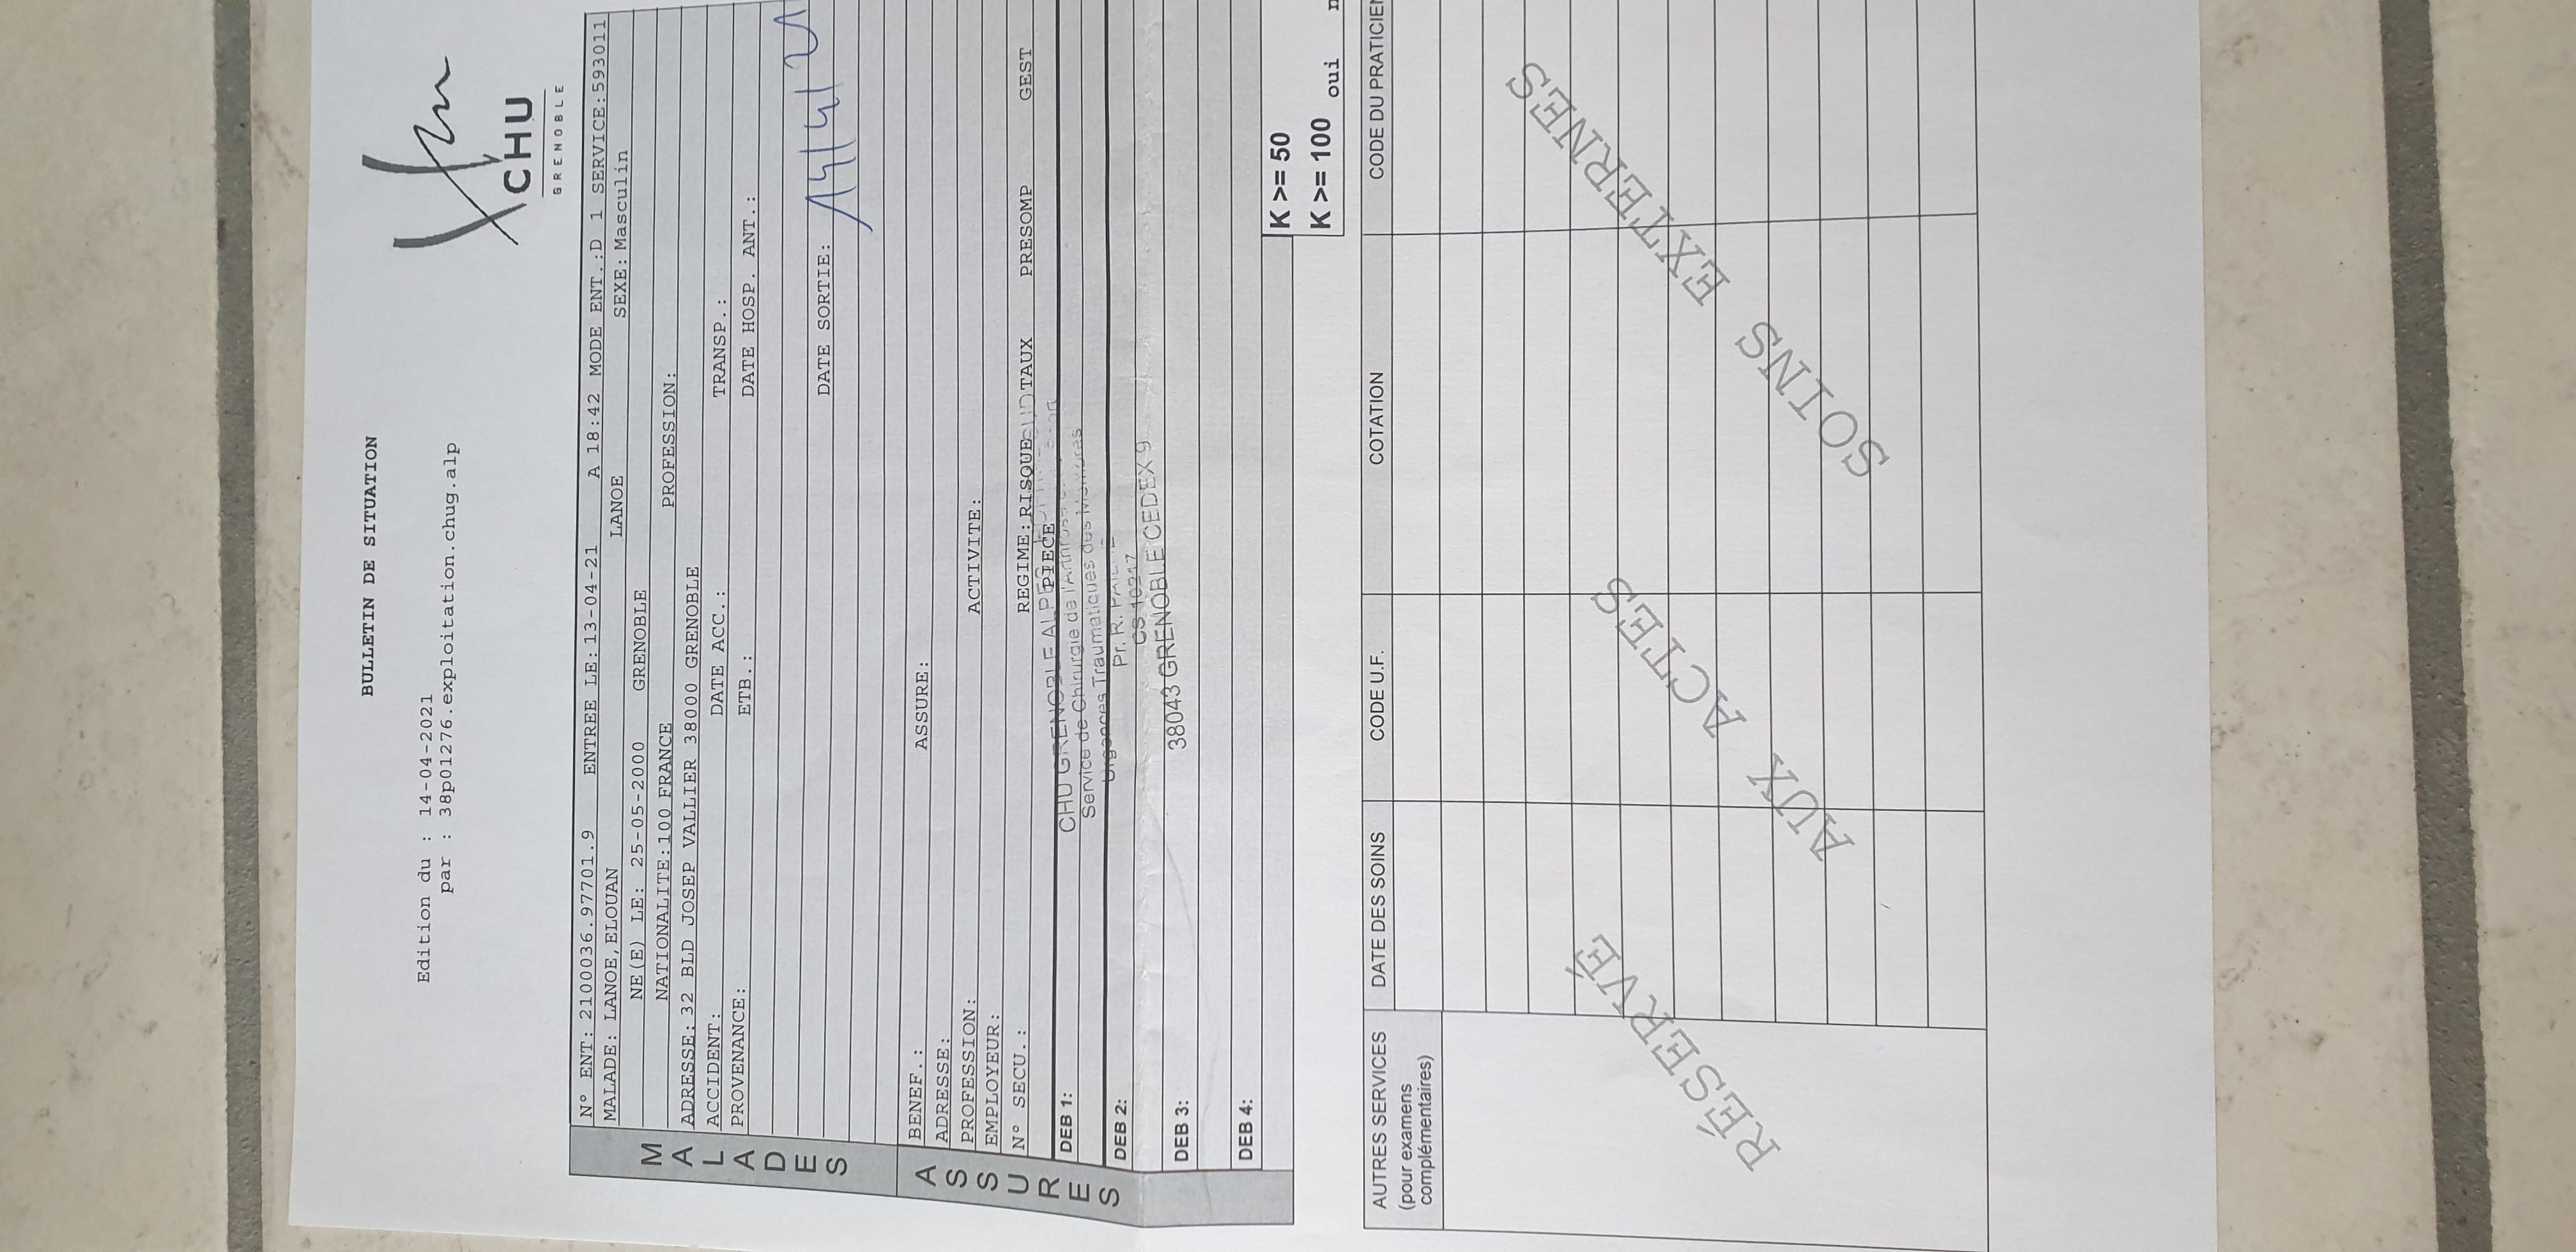 BULLETIN DE SITUATION
Edition du : 14-04-2021
par : 38p01276.exploitation.chug.alp
CHU
GRENOBLE
MALADES
N° ENT: 2100036.97701.9 ENTREE LE: 13-04-21 A 18:42 MODE ENT.:D 1 SERVICE:593011
MALADE: LANOE,ELOUAN LANOE SEXE: Masculin
NE(E) LE: 25-05-2000 GRENOBLE
NATIONALITE:100 FRANCE PROFESSION:
ADRESSE: 32 BLD JOSEP VALLIER 38000 GRENOBLE
ACCIDENT: DATE ACC.: TRANSP.:
PROVENANCE: ETB.: DATE HOSP. ANT.:
DATE SORTIE: 14/4/21
ASSURES
BENEF.: ASSURE:
ADRESSE:
PROFESSION: ACTIVITE:
EMPLOYEUR:
N° SECU.: REGIME: RISQUE TAUX PRESOMP GEST
PIECE
CHU GRENOBLE ALPES
DEB 1:
Service de Chirurgie de l'Arthrose
Urgences Traumatiques des Membres
DEB 2:
Pr. R.
CS 10217
38043 GRENOBLE CEDEX 9
DEB 3:
DEB 4:
K >= 50
K >= 100 oui
AUTRES SERVICES DATE DES SOINS CODE U.F. COTATION CODE DU PRATICIEN
(pour examens
complémentaires)
RÉSERVÉ AUX ACTES SOINS EXTERNES